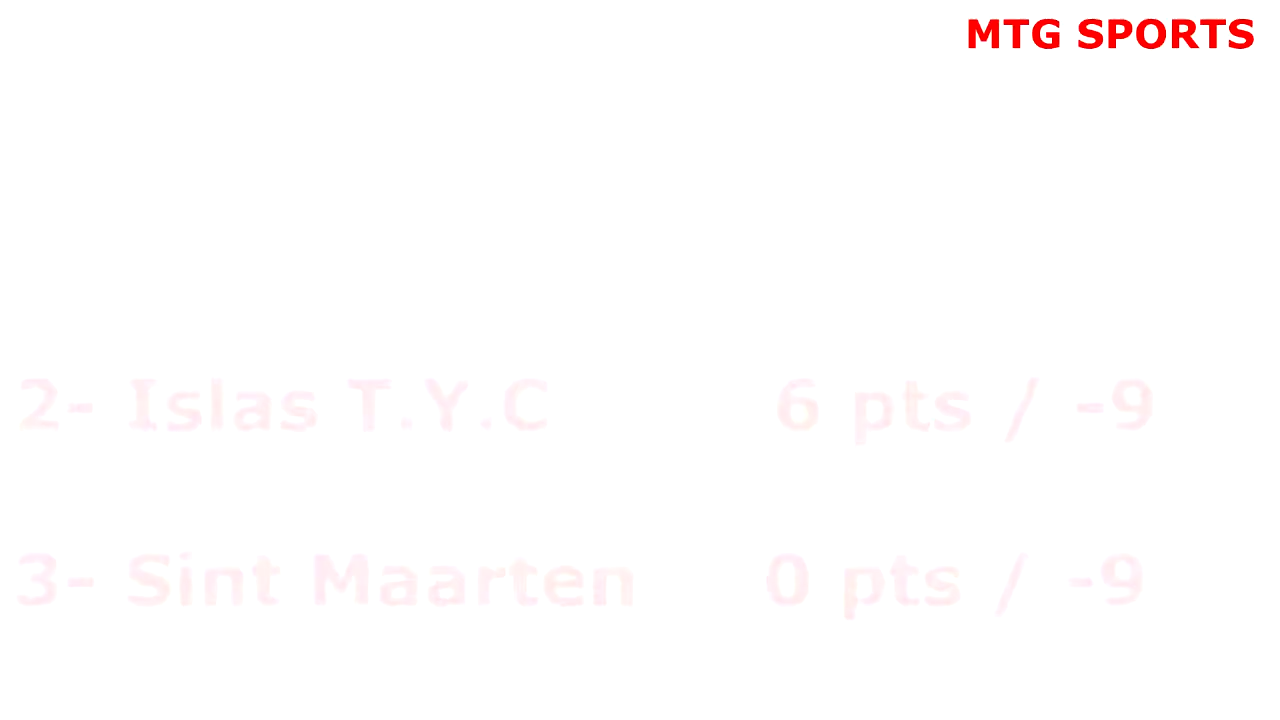 MTG SPORTS
2- Islas T.Y.C 6 pts / -9
3- Sint Maarten 0 pts / -9